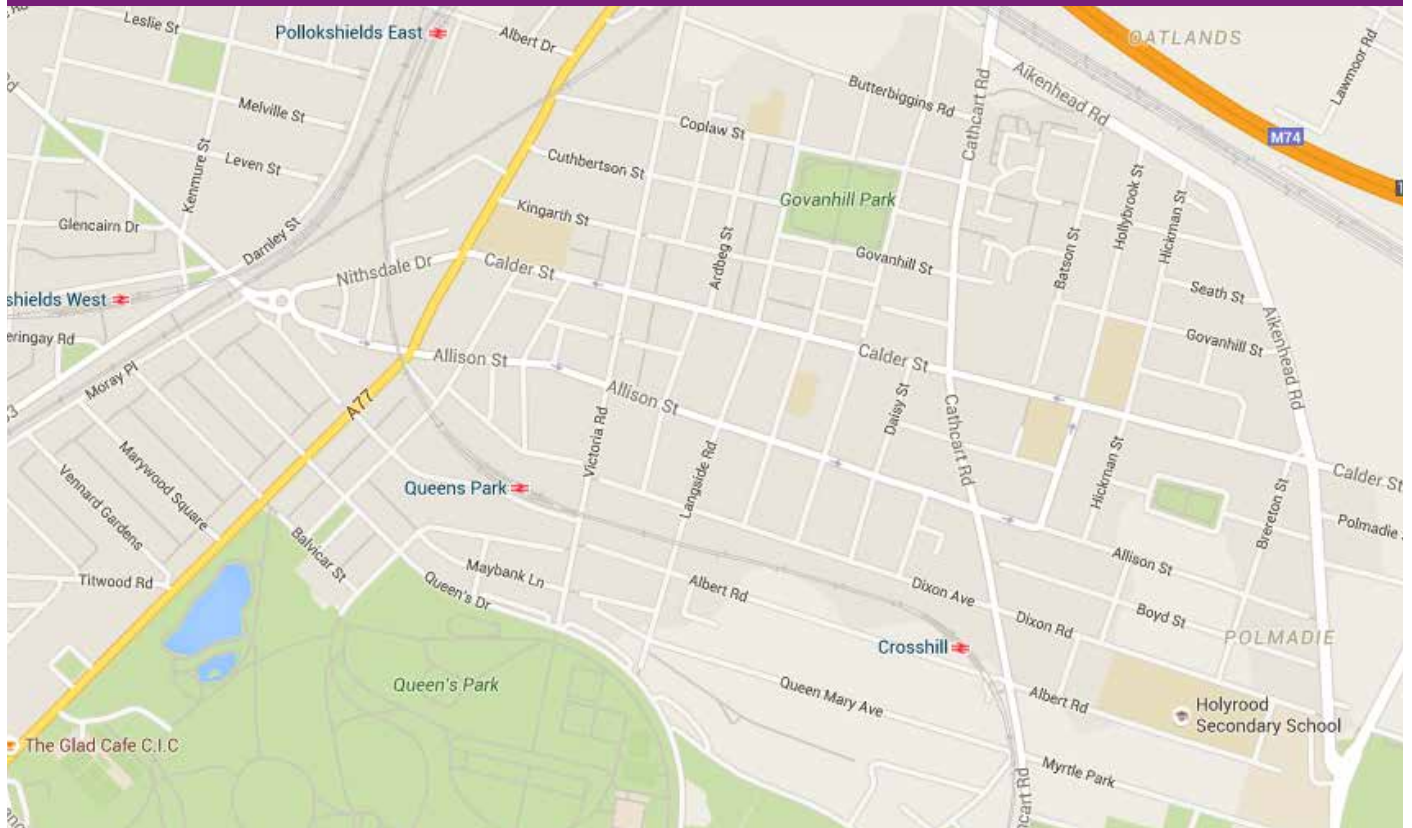 Leslie St
Pollokshields East
Albert Dr
OATLANDS
Lawmoor Rd
Aikenhead Rd
Butterbiggins Rd
Cathcart Rd
M74
Melville St
Coplaw St
Kenmure St
Leven St
Cuthbertson St
Govanhill Park
Kingarth St
Glencairn Dr
Darnley St
Nithsdale Dr
Calder St
Ardbeg St
Govanhill St
Batson St
Hollybrook St
Hickman St
Seath St
shields West
eringay Rd
Govanhill St
Aikenhead Rd
Moray Pl
Allison St
Calder St
A77
Allison St
Daisy St
Cathcart Rd
Victoria Rd
Langside Rd
Marywood Square
Vennard Gardens
Queens Park
Hickman St
Calder St
Brereton St
Polmadie
Balvicar St
Titwood Rd
Maybank Ln
Queen's Dr
Albert Rd
Dixon Ave
Allison St
Dixon Rd
Boyd St
POLMADIE
Crosshill
Queen's Park
Queen Mary Ave
Albert Rd
Holyrood
Secondary School
The Glad Cafe C.I.C
Myrtle Park
hcart Rd